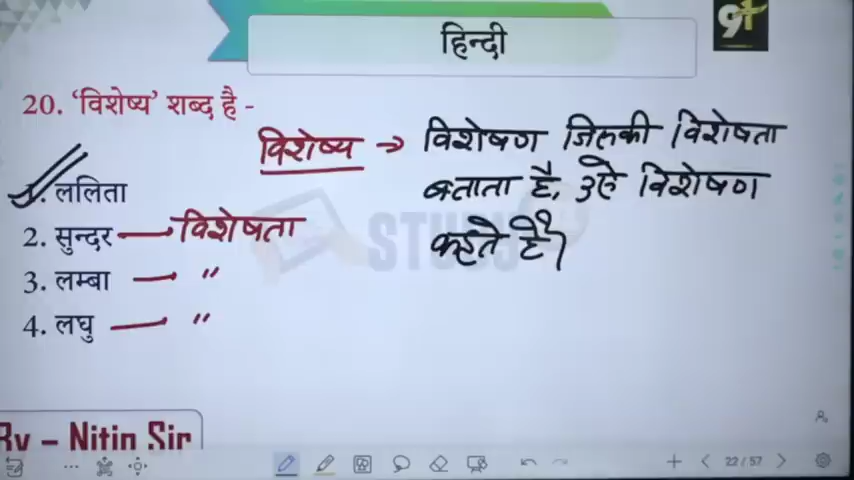 हिन्दी
20. ‘विशेष्य’ शब्द है -
विशेष्य → विशेषण जिसकी विशेषता
बताता है, उसे विशेषण
कहते हैं।
1. ललिता
2. सुन्दर — विशेषता
3. लम्बा — "
4. लघु — "
STUDY
By – Nitin Sir
22 / 57